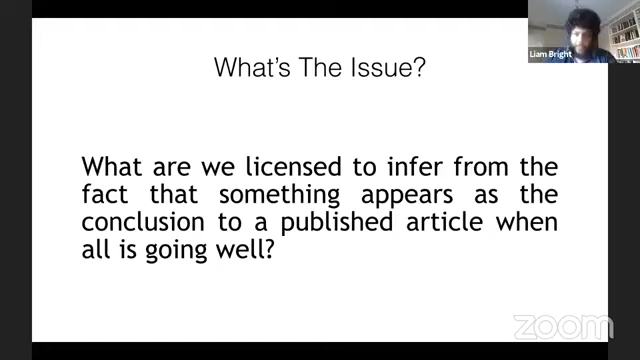 What's The Issue?
Liam Bright
What are we licensed to infer from the
fact that something appears as the
conclusion to a published article when
all is going well?
zoom